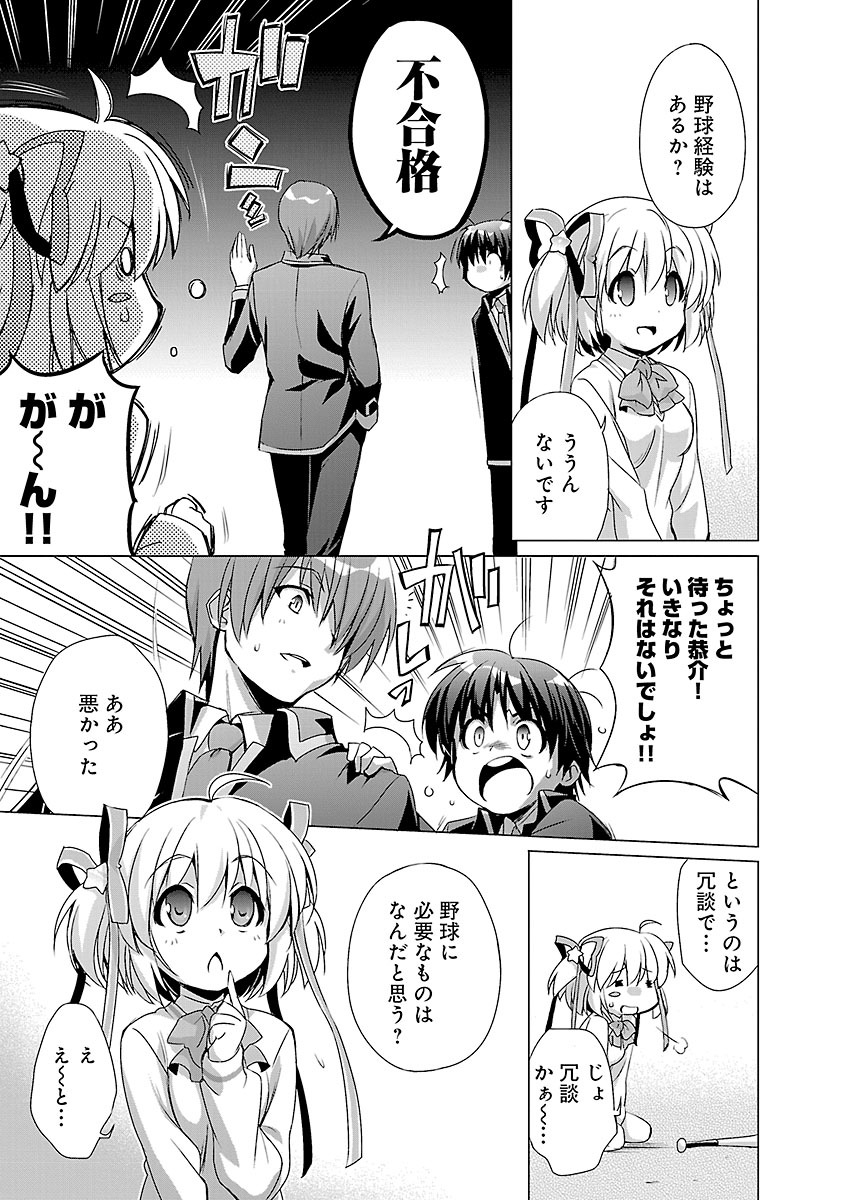 野球経験は
あるか？
ううん
ないです
不合格
ガガーン
が
が〜ん!!
ちょっと
待った恭介！
いきなり
それはないでしょ!!
ガバッ
ああ
悪かった
というのは
冗談で…
じょ
冗談
かぁ〜…
野球に
必要なものは
なんだと思う？
え
え〜と…